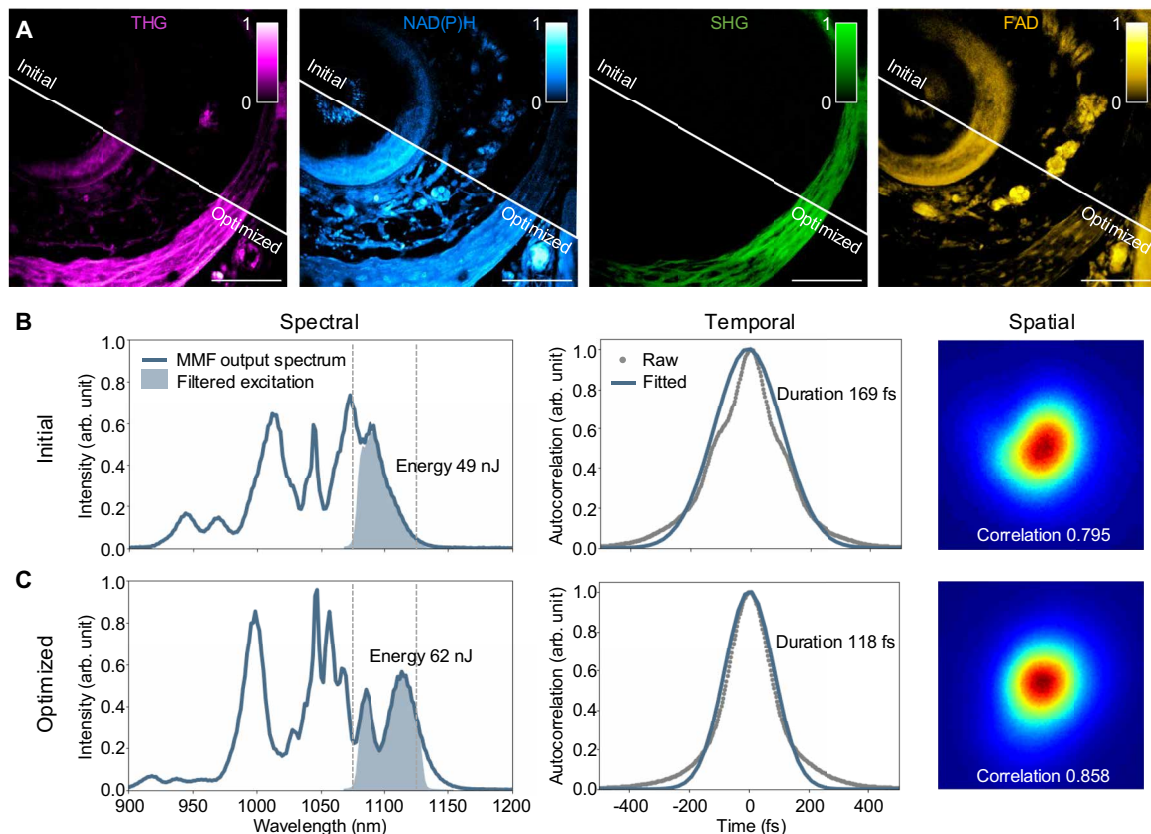 A
THG
1
0
Initial
Optimized
NAD(P)H
1
0
Initial
Optimized
SHG
1
0
Initial
Optimized
FAD
1
0
Initial
Optimized
B
Spectral
Temporal
Spatial
Initial
Intensity (arb. unit)
1.0
0.8
0.6
0.4
0.2
0.0
MMF output spectrum
Filtered excitation
Energy 49 nJ
Autocorrelation (arb. unit)
1.0
0.8
0.6
0.4
0.2
0.0
Raw
Fitted
Duration 169 fs
Correlation 0.795
C
Optimized
Intensity (arb. unit)
1.0
0.8
0.6
0.4
0.2
0.0
Energy 62 nJ
900 950 1000 1050 1100 1150 1200
Wavelength (nm)
Autocorrelation (arb. unit)
1.0
0.8
0.6
0.4
0.2
0.0
Duration 118 fs
-400 -200 0 200 400
Time (fs)
Correlation 0.858